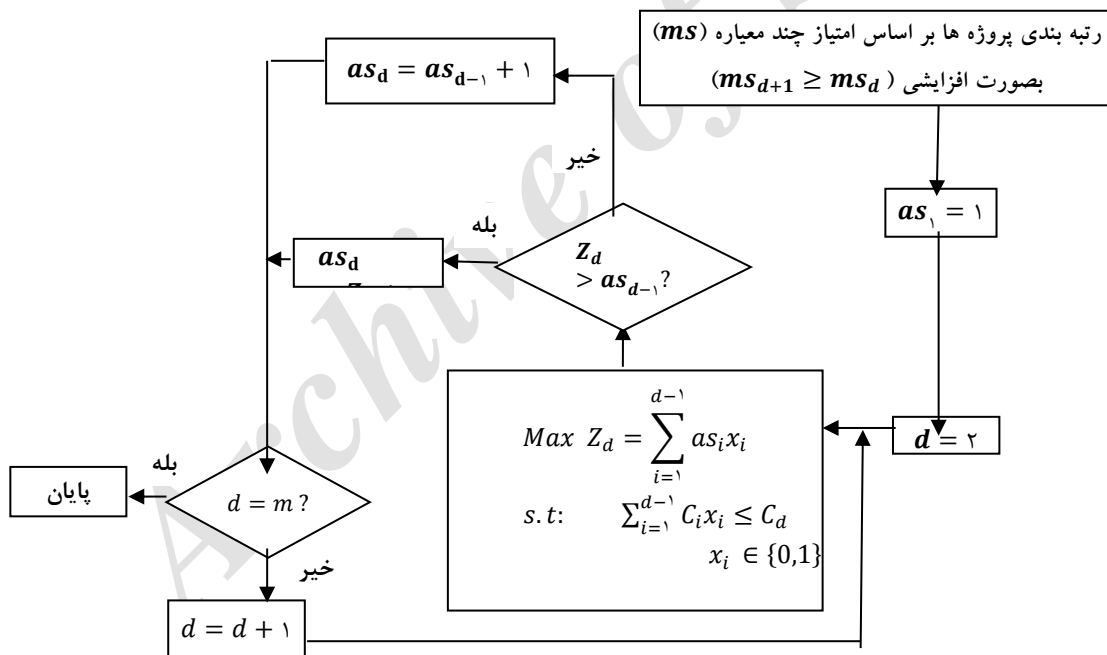 رتبه بندی پروژه ها بر اساس امتیاز چند معیاره (ms)
بصورت افزایشی ( ms_{d+1} ≥ ms_d)
as_۱ = ۱
d = ۲
Max Z_d = ∑_{i=۱}^{d−۱} as_i x_i
s.t: ∑_{i=۱}^{d−۱} C_i x_i ≤ C_d
x_i ∈ {0,1}
Z_d
> as_{d−۱}?
خیر
as_d = as_{d−۱} + ۱
بله
as_d
d = m ?
بله
پایان
خیر
d = d + ۱
Archive of